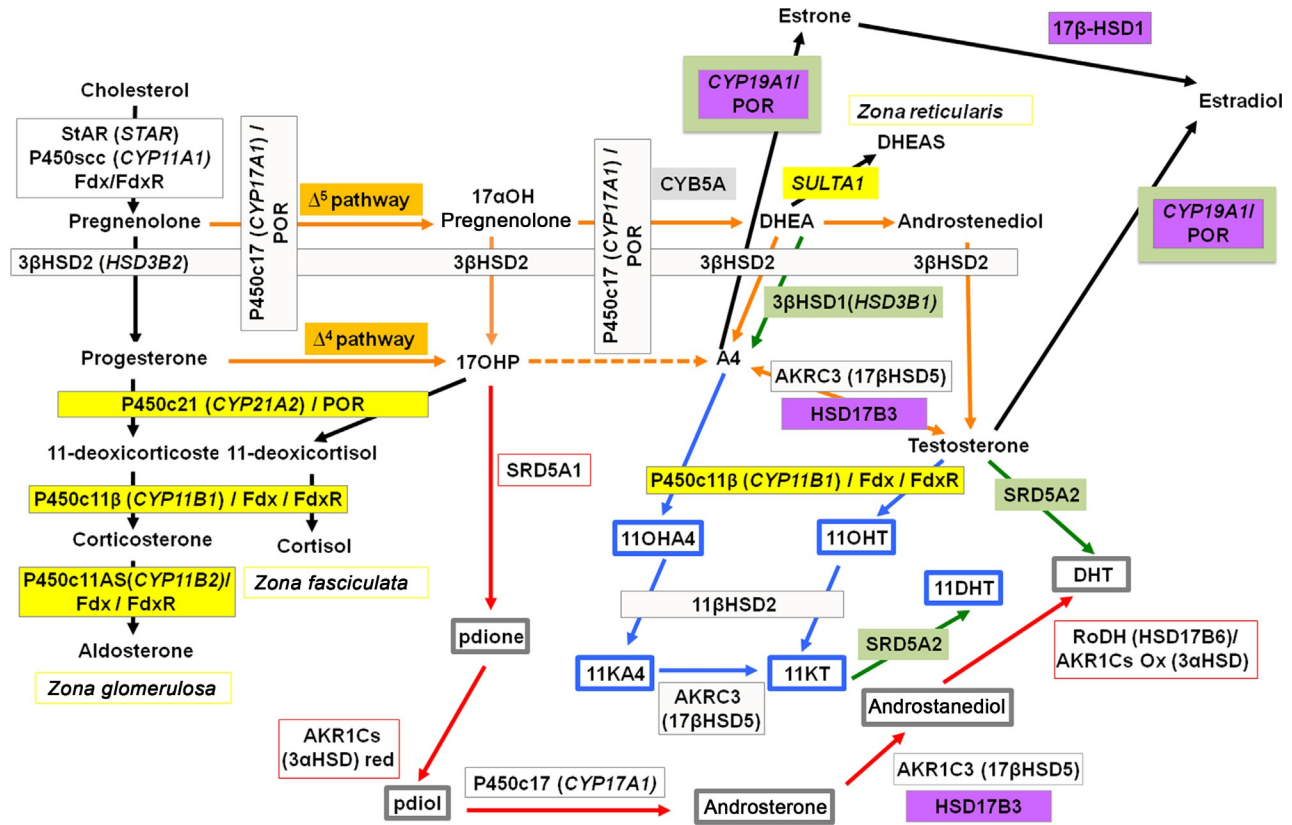 Estrone
17β-HSD1
CYP19A1/
POR
Estradiol
Cholesterol
StAR (STAR)
P450scc (CYP11A1)
Fdx/FdxR
P450c17 (CYP17A1) /
POR
Zona reticularis
DHEAS
P450c17 (CYP17A1) /
POR
CYB5A
SULTA1
Δ⁵ pathway
17αOH
Pregnenolone
Pregnenolone
DHEA
Androstenediol
CYP19A1/
POR
3βHSD2 (HSD3B2)
3βHSD2
3βHSD2
3βHSD2
3βHSD1(HSD3B1)
Δ⁴ pathway
Progesterone
17OHP
A4
AKRC3 (17βHSD5)
HSD17B3
P450c21 (CYP21A2) / POR
Testosterone
11-deoxicorticoste
11-deoxicortisol
SRD5A1
P450c11β (CYP11B1) / Fdx / FdxR
SRD5A2
P450c11β (CYP11B1) / Fdx / FdxR
11OHA4
11OHT
Corticosterone
Cortisol
DHT
P450c11AS(CYP11B2)/
Fdx / FdxR
Zona fasciculata
11DHT
11βHSD2
pdione
SRD5A2
RoDH (HSD17B6)/
AKR1Cs Ox (3αHSD)
Aldosterone
Zona glomerulosa
11KA4
11KT
AKRC3
(17βHSD5)
Androstanediol
AKR1Cs
(3αHSD) red
P450c17 (CYP17A1)
AKR1C3 (17βHSD5)
HSD17B3
pdiol
Androsterone